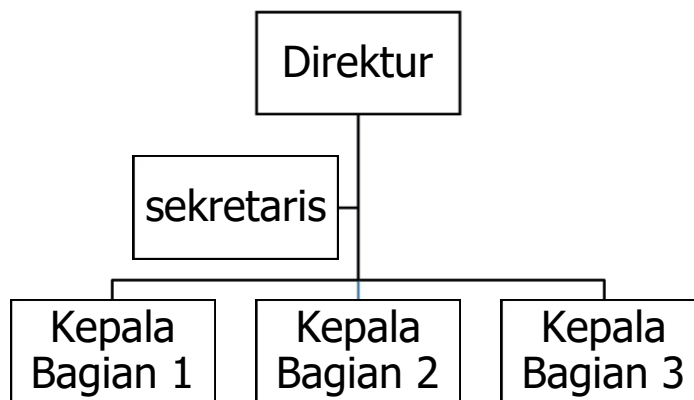 Direktur
sekretaris
Kepala
Bagian 1
Kepala
Bagian 2
Kepala
Bagian 3